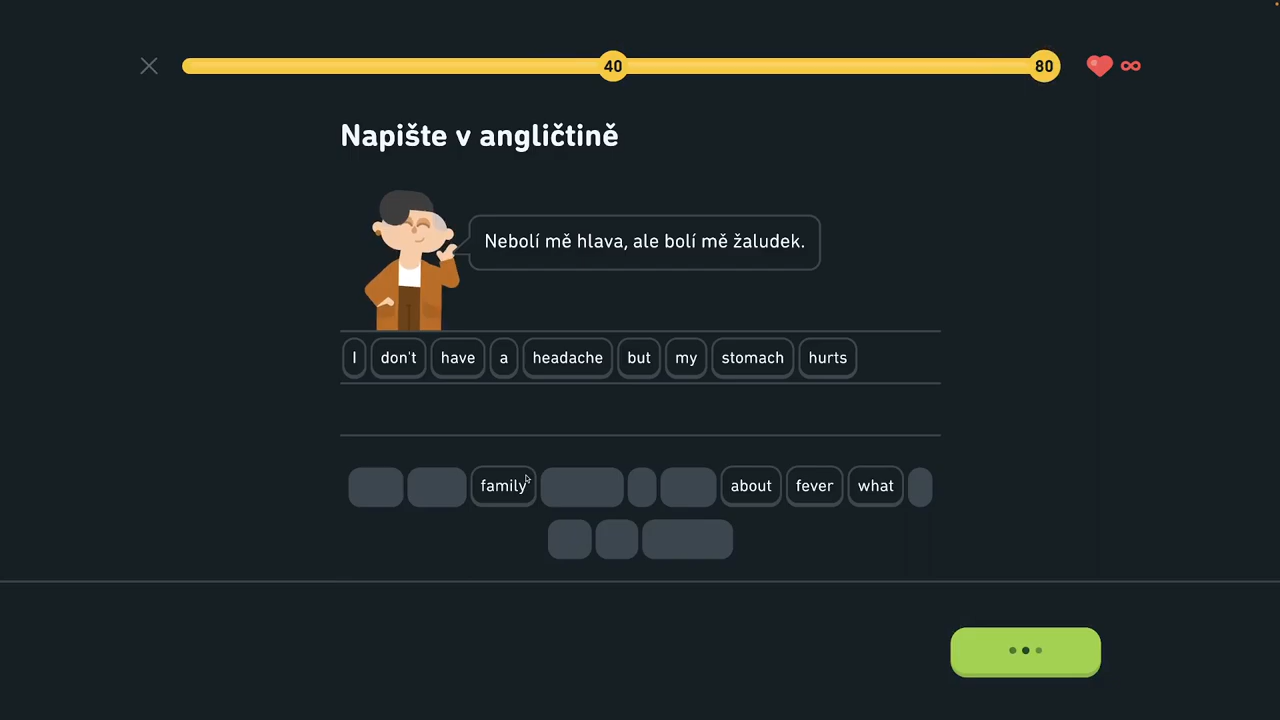 40 80 ∞
Napište v angličtině
Nebolí mě hlava, ale bolí mě žaludek.
I don't have a headache but my stomach hurts
family about fever what